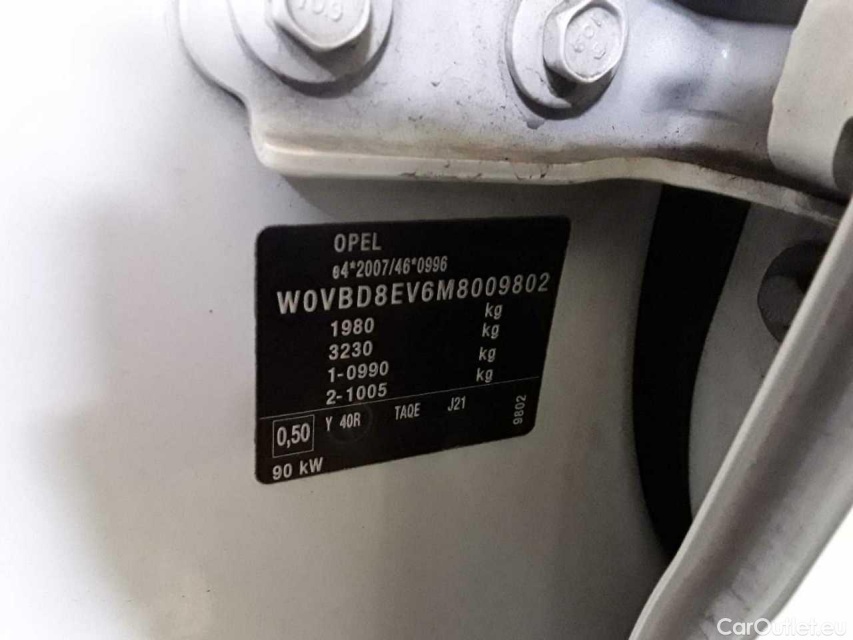 OPEL
e4*2007/46*0996
W0VBD8EV6M8009802
1980 kg
3230 kg
1-0990 kg
2-1005 kg
0,50 Y 40R TAQE J21 9802
90 kW
CarOutlet.eu